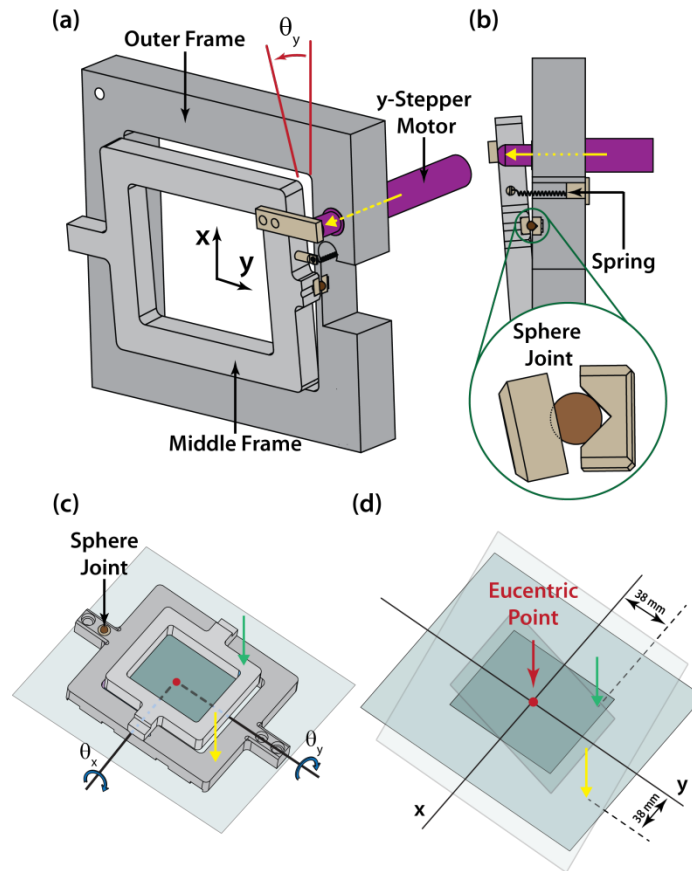 (a)
θy
Outer Frame
y-Stepper
Motor
x
y
Middle Frame
(b)
Spring
Sphere
Joint
(c)
Sphere
Joint
θx
θy
(d)
Eucentric
Point
38 mm
x
y
38 mm